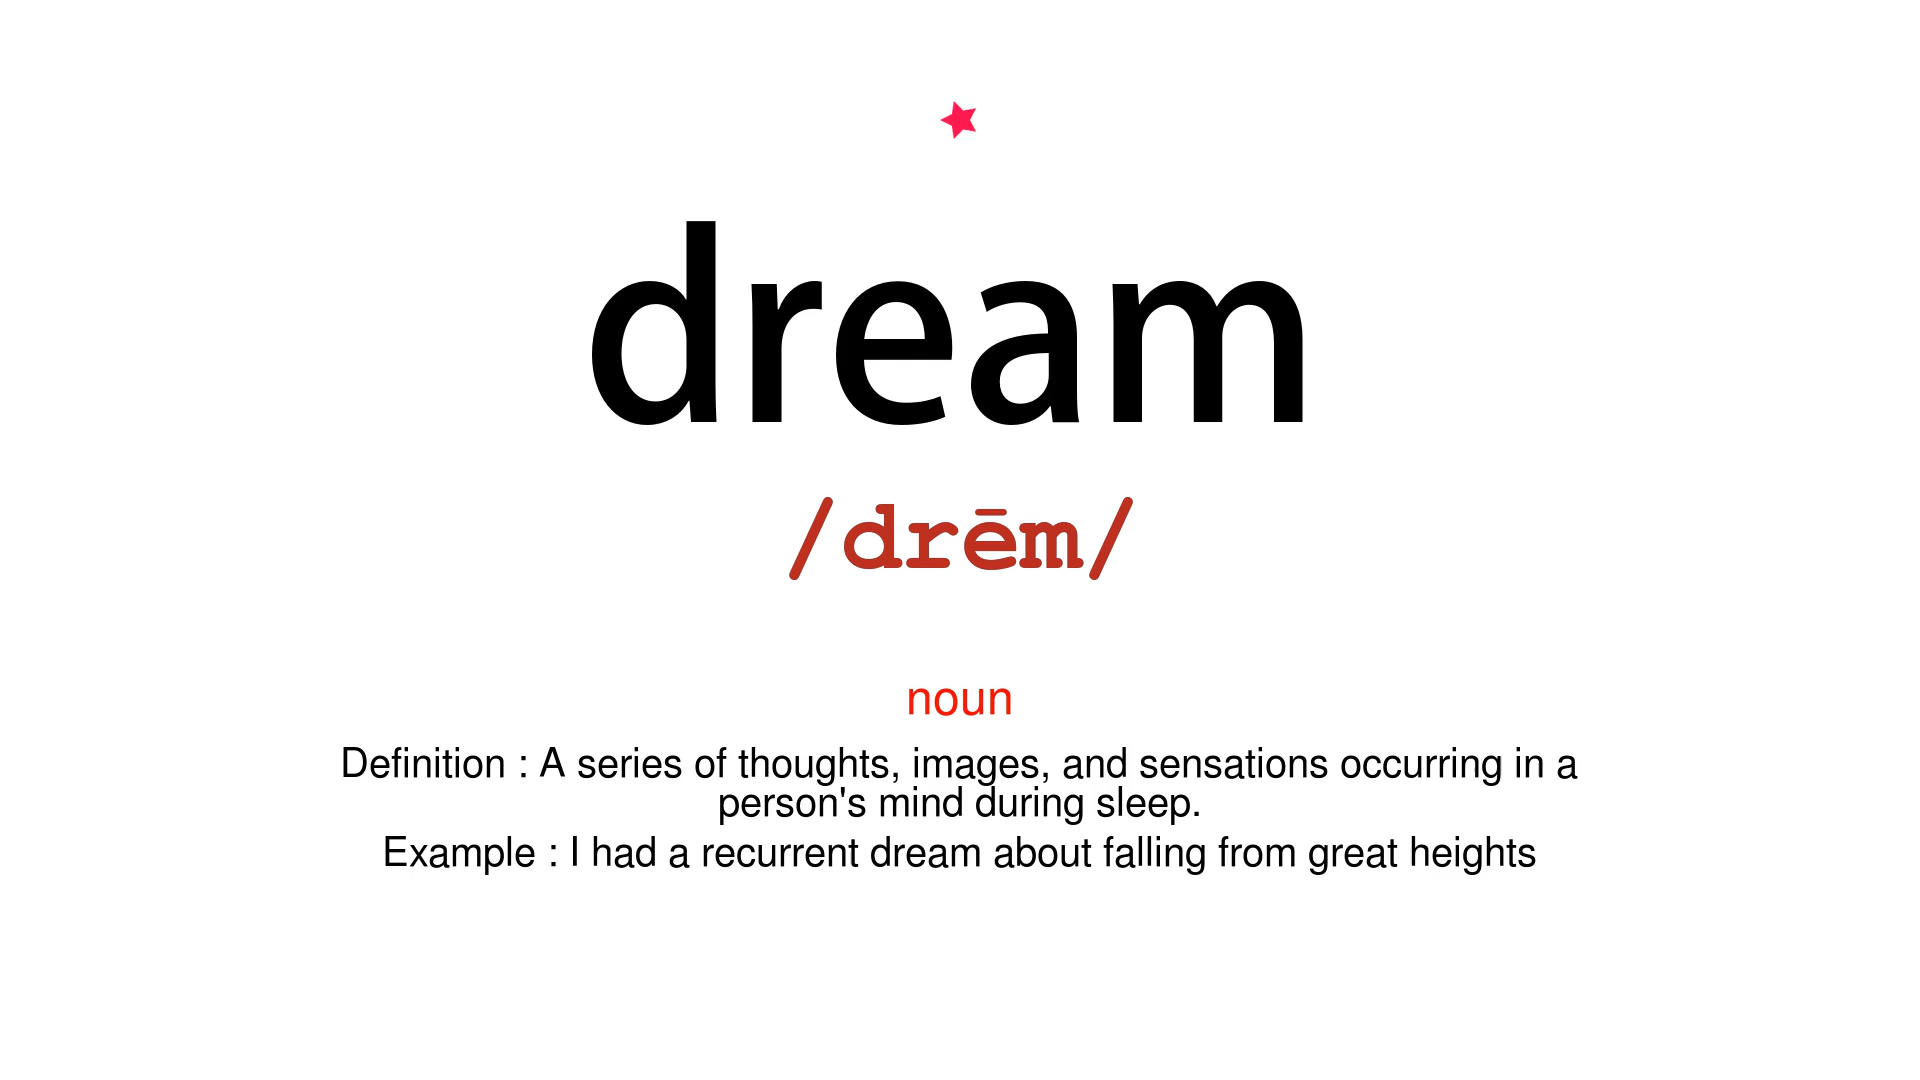 dream
/drēm/
noun
Definition : A series of thoughts, images, and sensations occurring in a
person's mind during sleep.
Example : I had a recurrent dream about falling from great heights